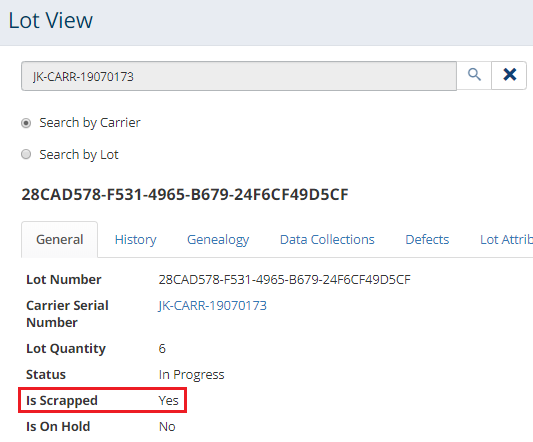 Lot View
JK-CARR-19070173
Search by Carrier
Search by Lot
28CAD578-F531-4965-B679-24F6CF49D5CF
General History Genealogy Data Collections Defects Lot Attrib
Lot Number 28CAD578-F531-4965-B679-24F6CF49D5CF
Carrier Serial JK-CARR-19070173
Number
Lot Quantity 6
Status In Progress
Is Scrapped Yes
Is On Hold No